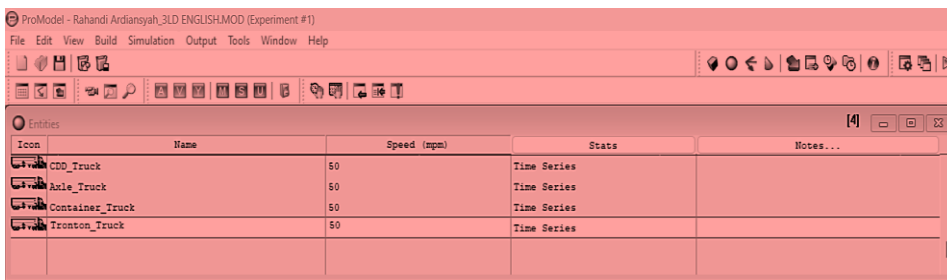 ProModel - Rahandi Ardiansyah_3LD ENGLISH.MOD (Experiment #1)
File Edit View Build Simulation Output Tools Window Help
Entities [4]
Icon Name Speed (mpm) Stats Notes...
CDD_Truck 50 Time Series
Axle_Truck 50 Time Series
Container_Truck 50 Time Series
Tronton_Truck 50 Time Series